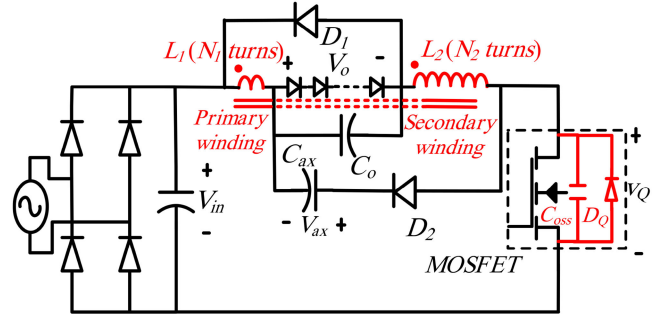 D1
L1(N1 turns)
L2(N2 turns)
+ Vo -
Primary winding
Secondary winding
Cax
Co
+
Vin
-
- Vax +
D2
+
Coss
DQ
vQ
-
MOSFET